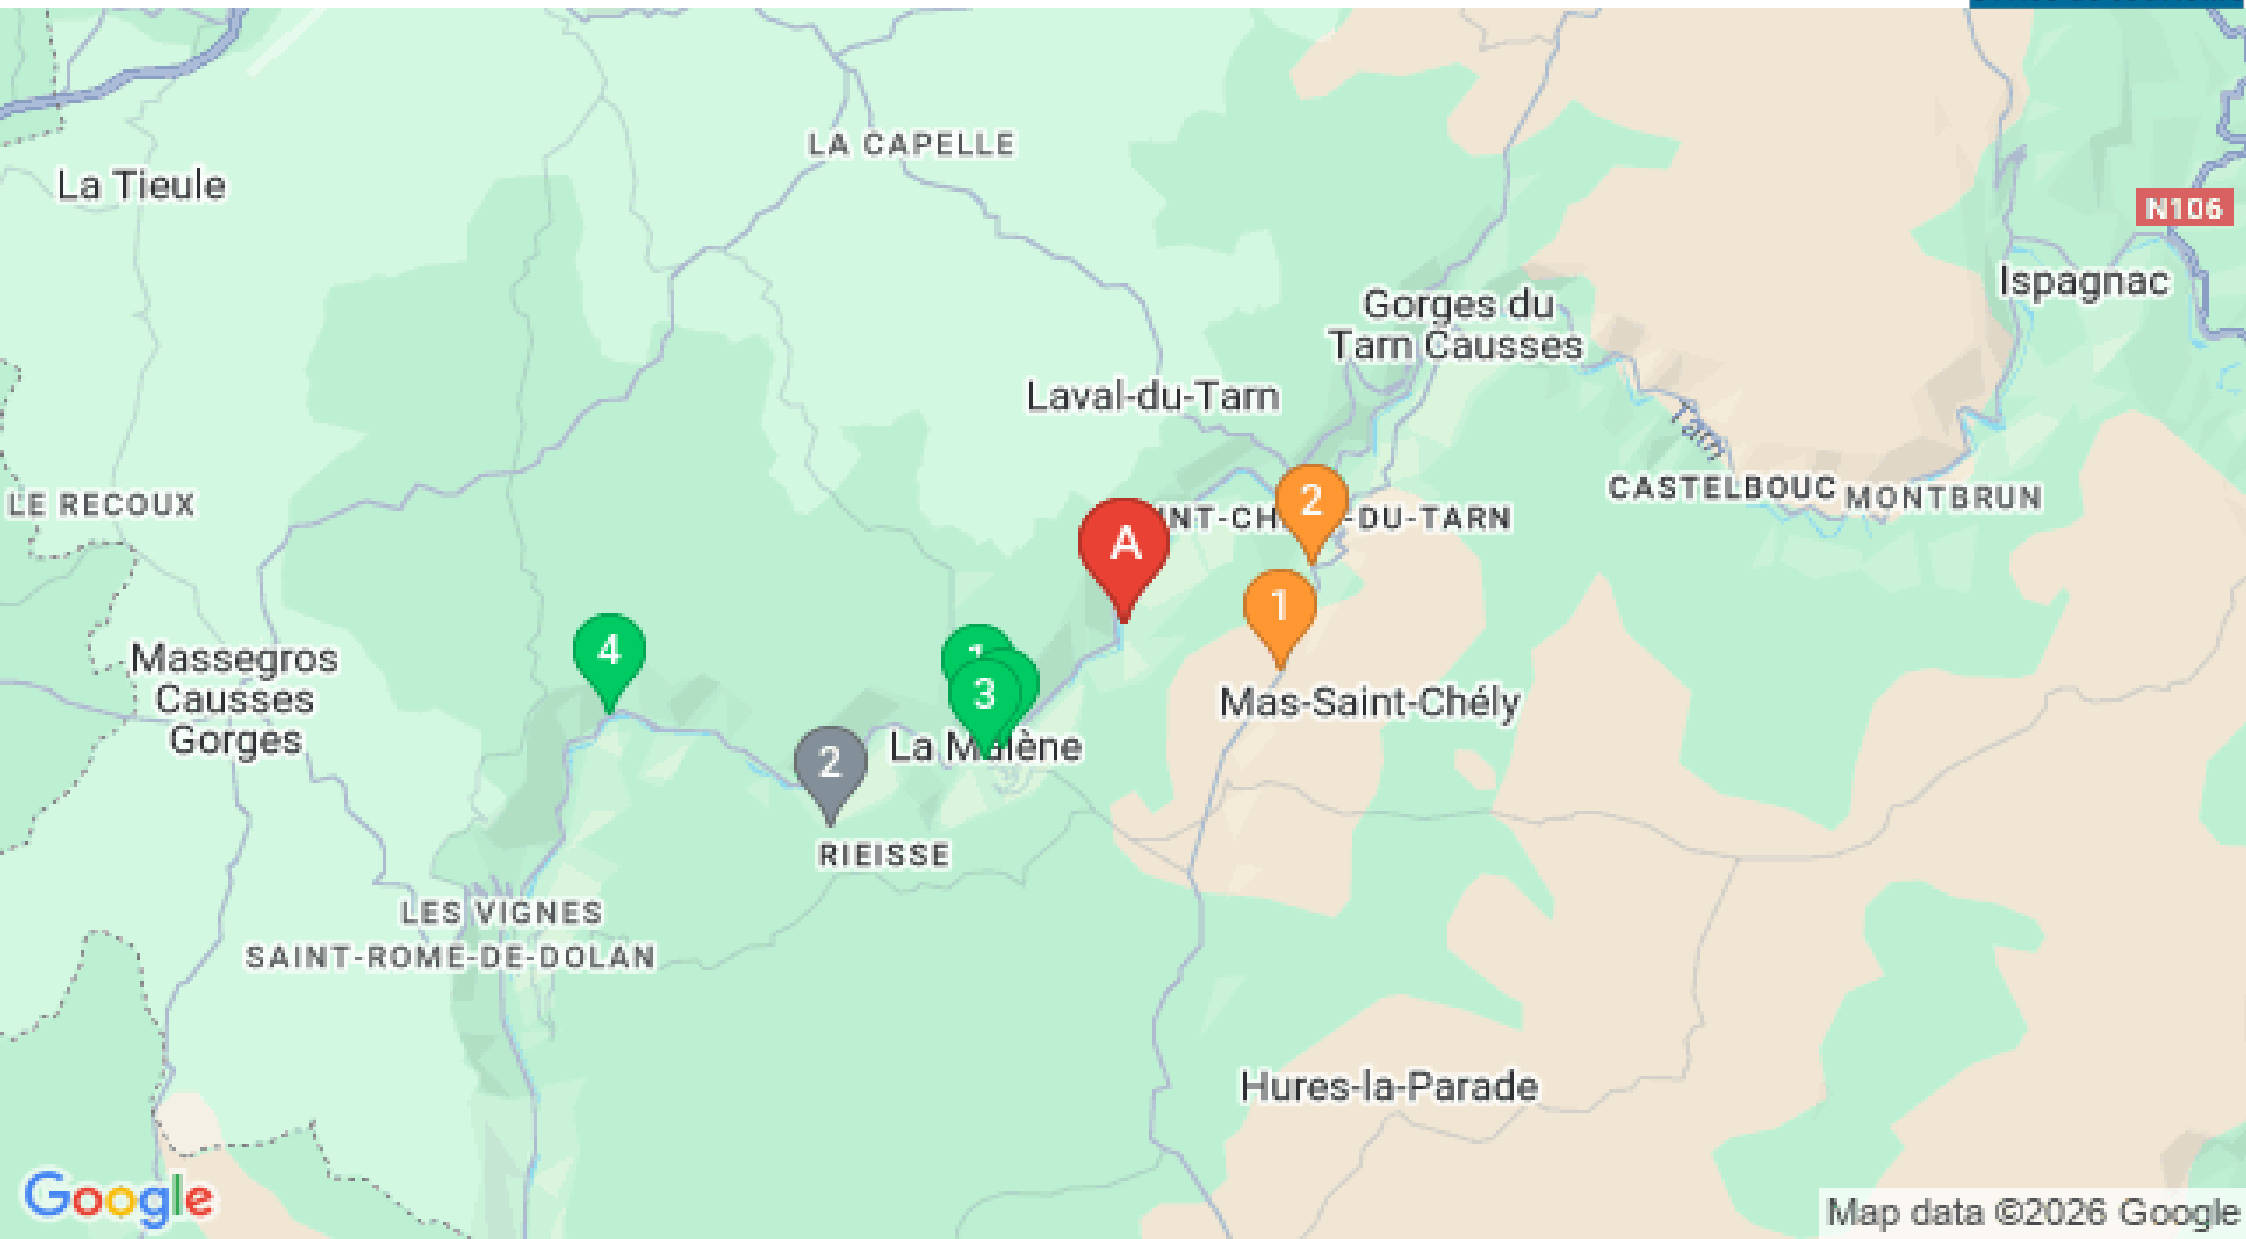 LA CAPELLE
La Tieule
N106
Ispagnac
Gorges du
Tarn Causses
Laval-du-Tarn
Tarn
LE RECOUX
CASTELBOUC
MONTBRUN
2
-DU-TARN
A
1
4
Massegros
Causses
Gorges
3
Mas-Saint-Chély
2
La Malène
RIEISSE
LES VIGNES
SAINT-ROME-DE-DOLAN
Hures-la-Parade
Google
Map data ©2026 Google